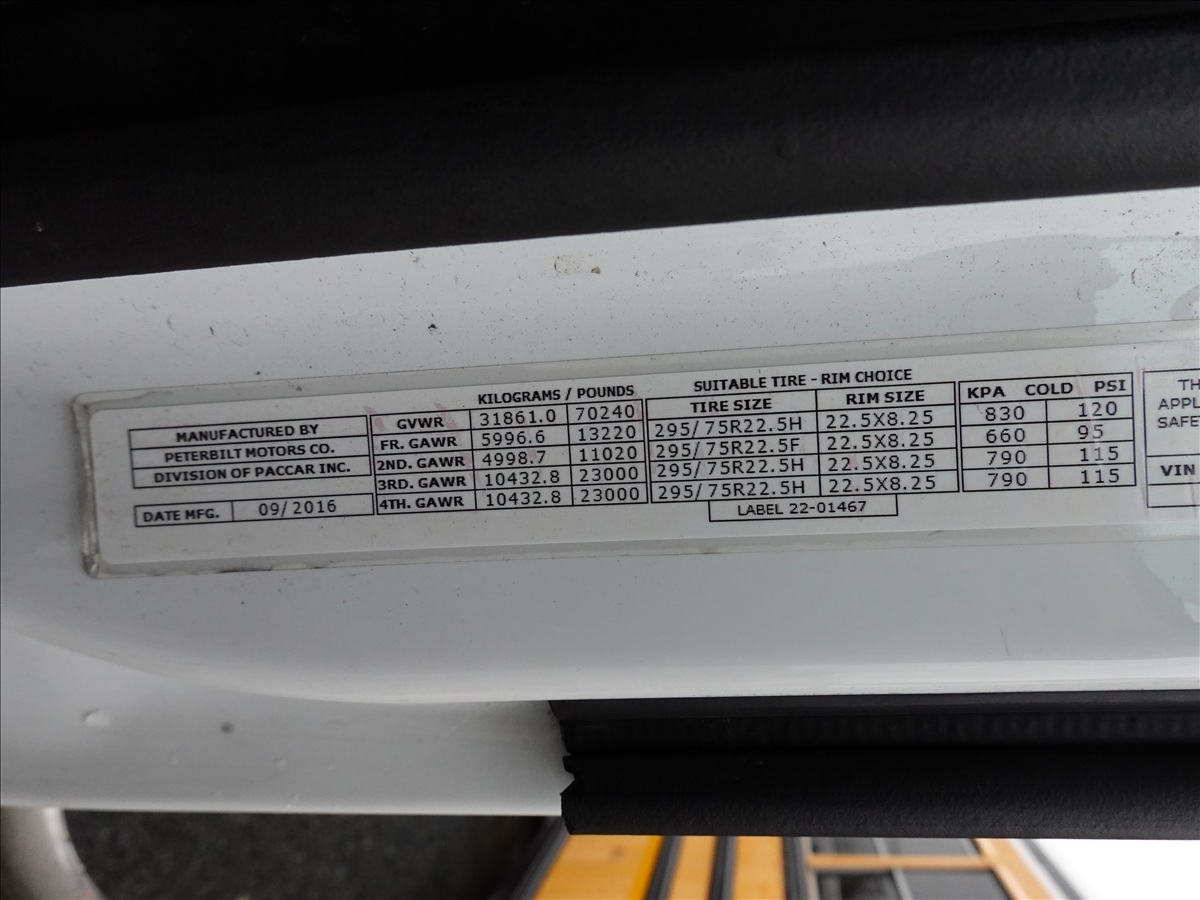 MANUFACTURED BY
PETERBILT MOTORS CO.
DIVISION OF PACCAR INC.
DATE MFG. 09/2016
KILOGRAMS / POUNDS
GVWR 31861.0 70240
FR. GAWR 5996.6 13220
2ND. GAWR 4998.7 11020
3RD. GAWR 10432.8 23000
4TH. GAWR 10432.8 23000
SUITABLE TIRE - RIM CHOICE
TIRE SIZE RIM SIZE
295/75R22.5H 22.5X8.25
295/75R22.5F 22.5X8.25
295/75R22.5H 22.5X8.25
295/75R22.5H 22.5X8.25
LABEL 22-01467
KPA COLD PSI
830 120
660 95
790 115
790 115
TH
APPL
SAFE
VIN